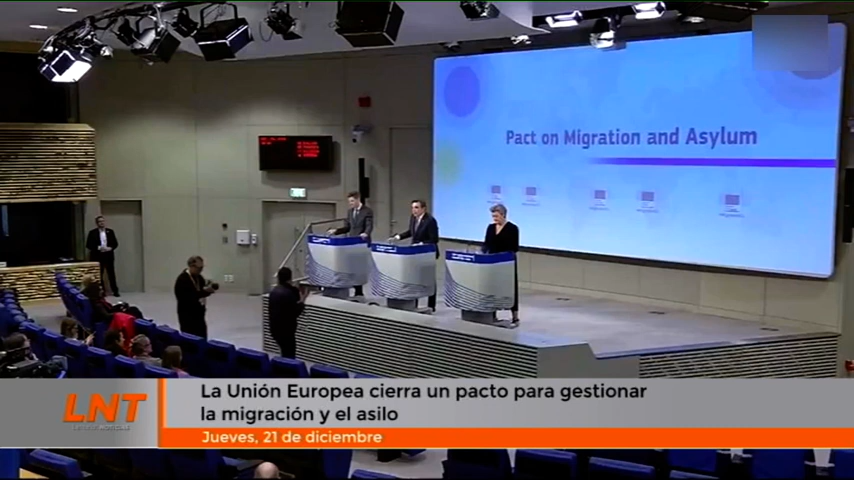 Pact on Migration and Asylum
La Unión Europea cierra un pacto para gestionar
la migración y el asilo
LNT
Jueves, 21 de diciembre